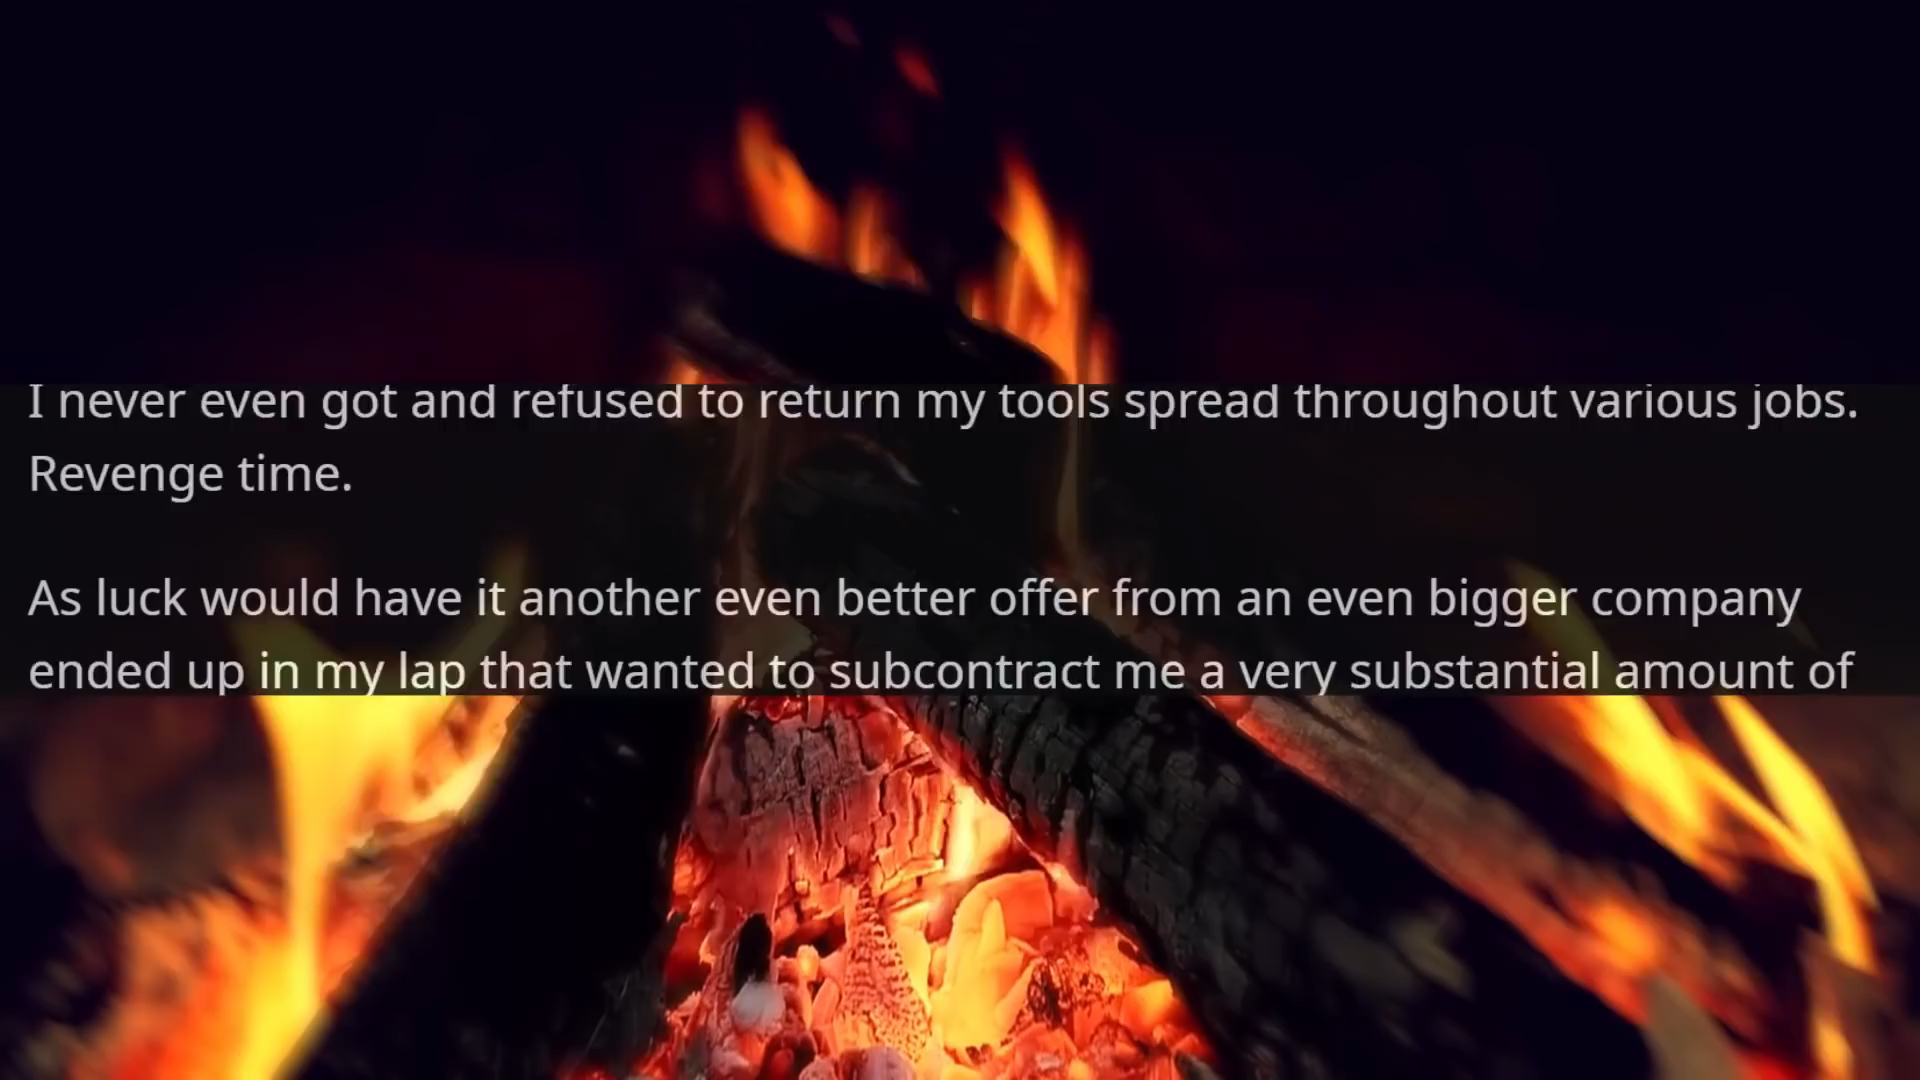 I never even got and refused to return my tools spread throughout various jobs.
Revenge time.
As luck would have it another even better offer from an even bigger company
ended up in my lap that wanted to subcontract me a very substantial amount of